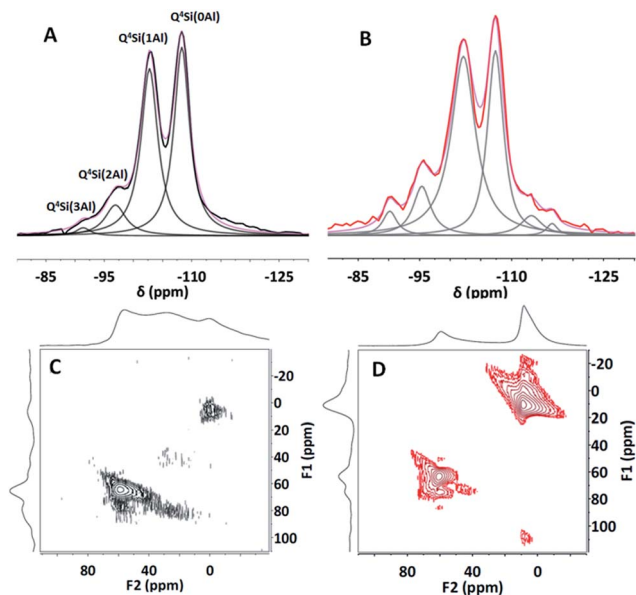 A
Q⁴Si(0Al)
Q⁴Si(1Al)
Q⁴Si(2Al)
Q⁴Si(3Al)
-85 -95 -110 -125
δ (ppm)
B
-85 -95 -110 -125
δ (ppm)
C
-20
0
20
40
60
80
100
F1 (ppm)
80 40 0
F2 (ppm)
D
-20
0
20
40
60
80
100
F1 (ppm)
80 40 0
F2 (ppm)